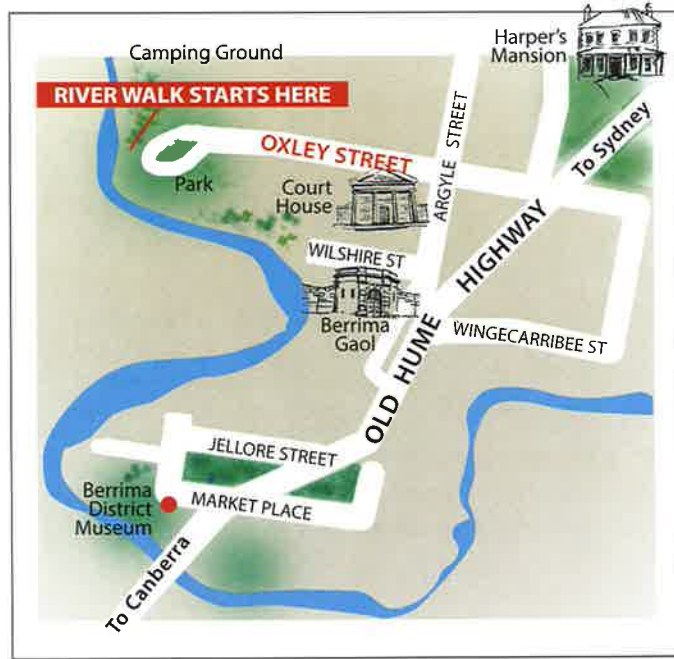 Camping Ground
Harper's
Mansion
RIVER WALK STARTS HERE
OXLEY STREET
ARGYLE STREET
To Sydney
Park
Court
House
WILSHIRE ST
Berrima
Gaol
OLD HUME HIGHWAY
WINGECARRIBEE ST
JELLORE STREET
MARKET PLACE
Berrima
District
Museum
To Canberra